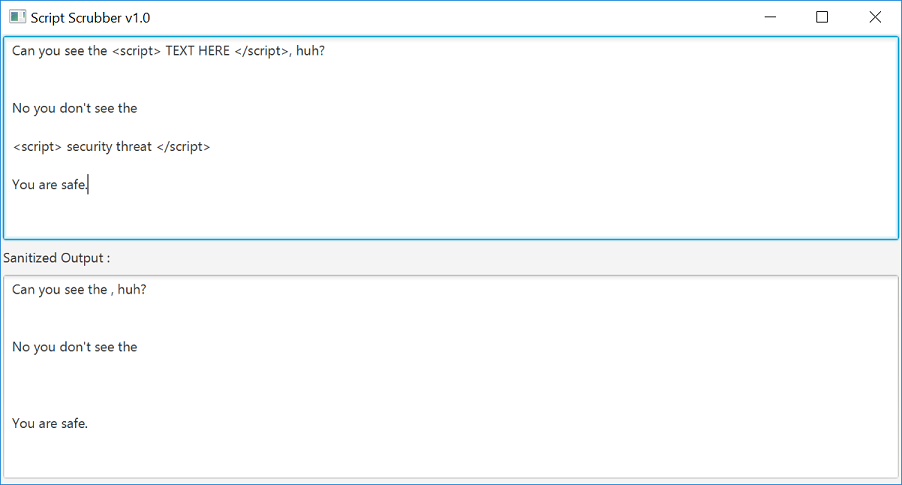 Script Scrubber v1.0
Can you see the <script> TEXT HERE </script>, huh?
No you don't see the
<script> security threat </script>
You are safe.
Sanitized Output :
Can you see the , huh?
No you don't see the
You are safe.